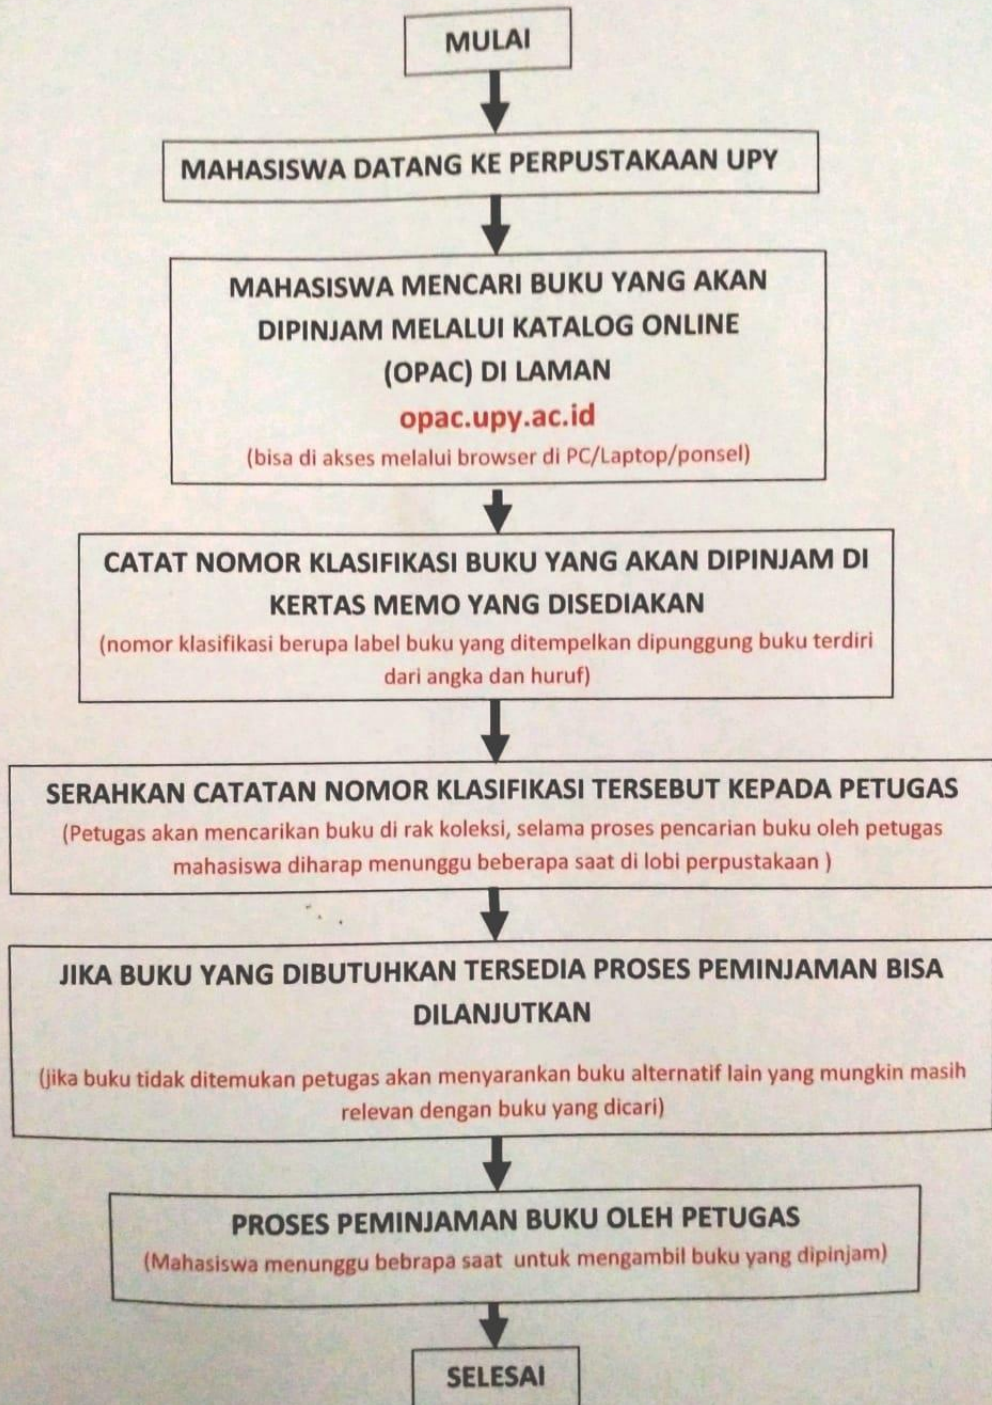 MULAI
MAHASISWA DATANG KE PERPUSTAKAAN UPY
MAHASISWA MENCARI BUKU YANG AKAN
DIPINJAM MELALUI KATALOG ONLINE
(OPAC) DI LAMAN
opac.upy.ac.id
(bisa di akses melalui browser di PC/Laptop/ponsel)
CATAT NOMOR KLASIFIKASI BUKU YANG AKAN DIPINJAM DI
KERTAS MEMO YANG DISEDIAKAN
(nomor klasifikasi berupa label buku yang ditempelkan dipunggung buku terdiri
dari angka dan huruf)
SERAHKAN CATATAN NOMOR KLASIFIKASI TERSEBUT KEPADA PETUGAS
(Petugas akan mencarikan buku di rak koleksi, selama proses pencarian buku oleh petugas
mahasiswa diharap menunggu beberapa saat di lobi perpustakaan )
JIKA BUKU YANG DIBUTUHKAN TERSEDIA PROSES PEMINJAMAN BISA
DILANJUTKAN
(jika buku tidak ditemukan petugas akan menyarankan buku alternatif lain yang mungkin masih
relevan dengan buku yang dicari)
PROSES PEMINJAMAN BUKU OLEH PETUGAS
(Mahasiswa menunggu bebrapa saat untuk mengambil buku yang dipinjam)
SELESAI